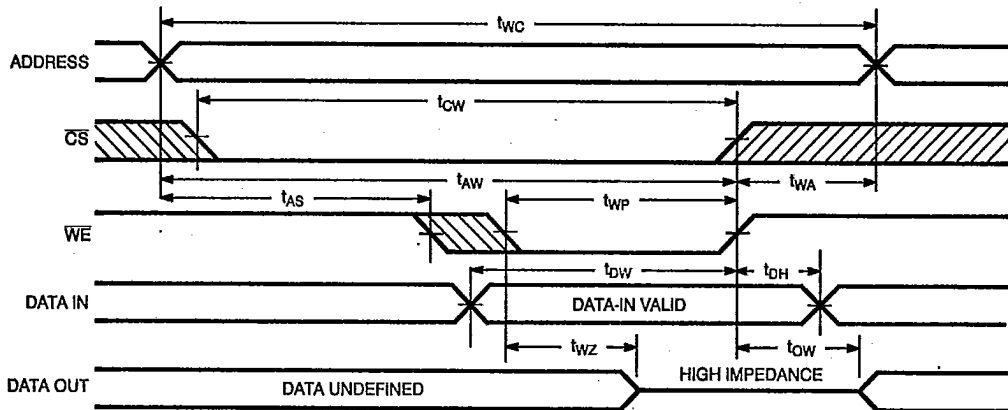 tWC
ADDRESS
tCW
CS
tAW
tWA
tAS
tWP
WE
tDW
tDH
DATA IN
DATA-IN VALID
tWZ
tOW
HIGH IMPEDANCE
DATA OUT
DATA UNDEFINED